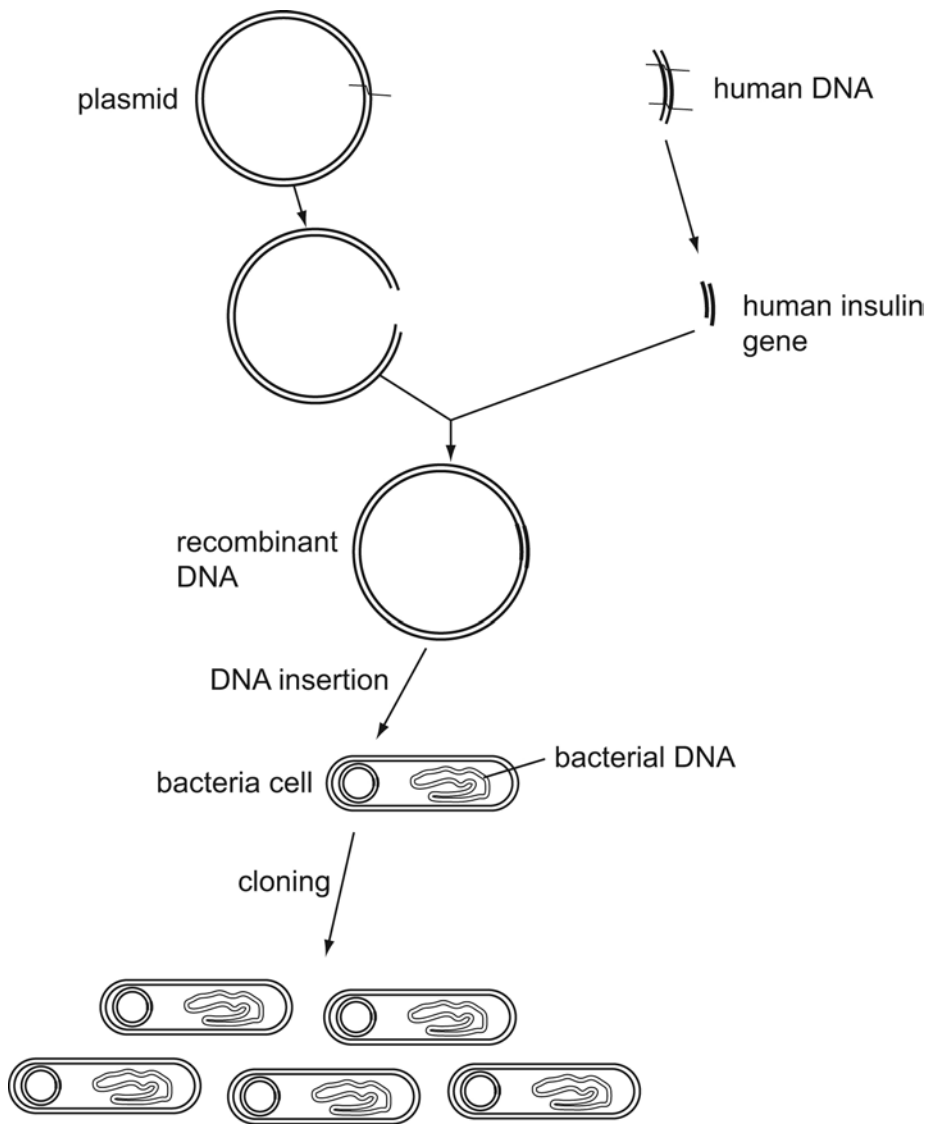 plasmid
human DNA
human insulin
gene
recombinant
DNA
DNA insertion
bacteria cell
bacterial DNA
cloning